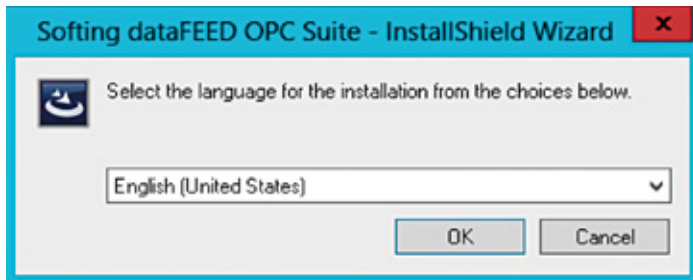 Softing dataFEED OPC Suite - InstallShield Wizard
x
Select the language for the installation from the choices below.
English (United States)
OK Cancel